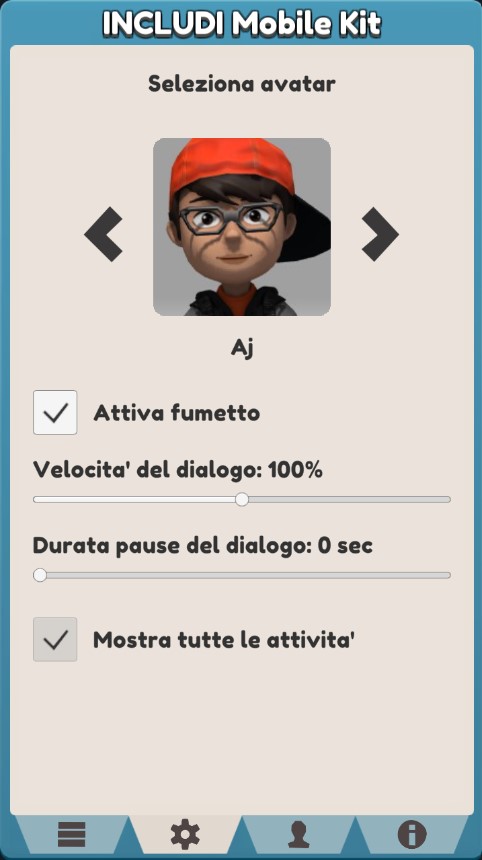 INCLUDI Mobile Kit
Seleziona avatar
Aj
Attiva fumetto
Velocita' del dialogo: 100%
Durata pause del dialogo: 0 sec
Mostra tutte le attivita'